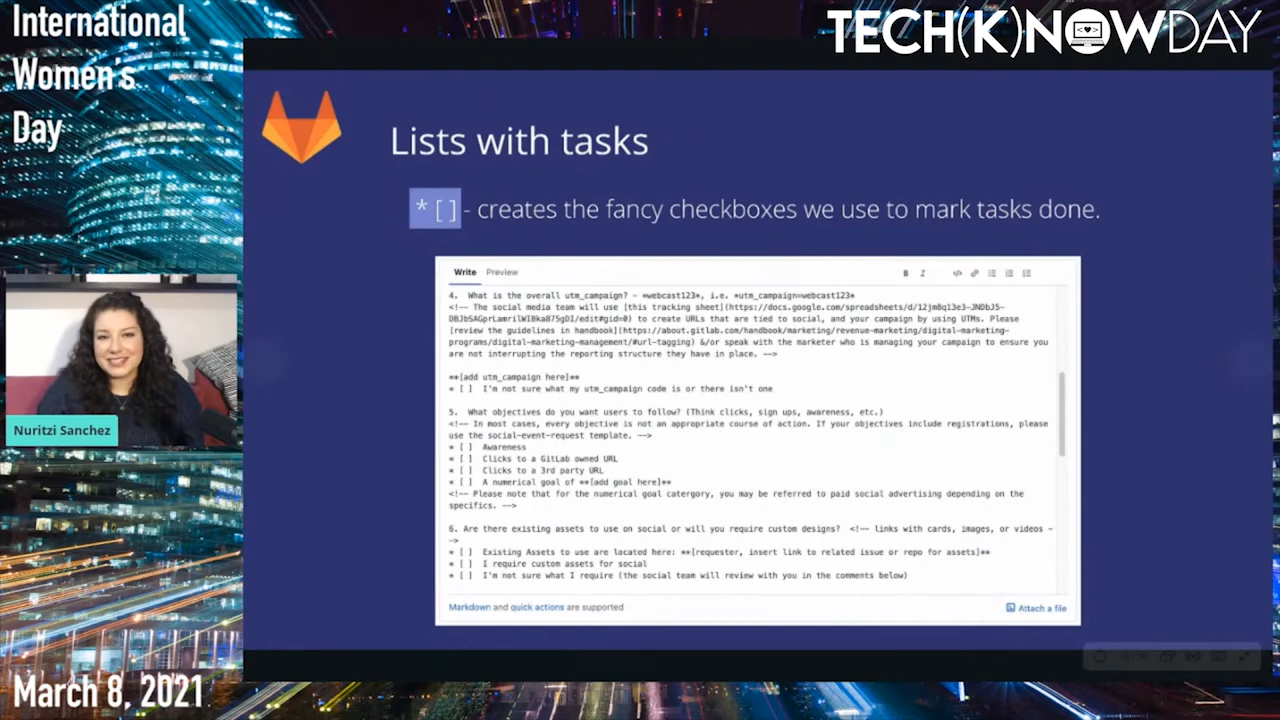 International
Women's
Day
TECH(K)NOWDAY
Lists with tasks
* [ ] - creates the fancy checkboxes we use to mark tasks done.
Write Preview
B I
4. What is the overall utm_campaign? - *webcast123*, i.e. *utm_campaign=webcast123*
<!-- The social media team will use [this tracking sheet](https://docs.google.com/spreadsheets/d/12jm8q13e3-JNDbJ5-
DBJbSAGprLamrilWIBka875gDI/edit#gid=0) to create URLs that are tied to social, and your campaign by using UTMs. Please
[review the guidelines in handbook](https://about.gitlab.com/handbook/marketing/revenue-marketing/digital-marketing-
programs/digital-marketing-management/#url-tagging) &/or speak with the marketer who is managing your campaign to ensure you
are not interrupting the reporting structure they have in place. -->
**[add utm_campaign here]**
* [ ] I'm not sure what my utm_campaign code is or there isn't one
5. What objectives do you want users to follow? (Think clicks, sign ups, awareness, etc.)
<!-- In most cases, every objective is not an appropriate course of action. If your objectives include registrations, please
use the social-event-request template. -->
* [ ] Awareness
* [ ] Clicks to a GitLab owned URL
* [ ] Clicks to a 3rd party URL
* [ ] A numerical goal of **[add goal here]**
<!-- Please note that for the numerical goal catergory, you may be referred to paid social advertising depending on the
specifics. -->
6. Are there existing assets to use on social or will you require custom designs? <!-- links with cards, images, or videos -
->
* [ ] Existing Assets to use are located here: **[requester, insert link to related issue or repo for assets]**
* [ ] I require custom assets for social
* [ ] I'm not sure what I require (the social team will review with you in the comments below)
Markdown and quick actions are supported
Attach a file
Nuritzi Sanchez
March 8, 2021